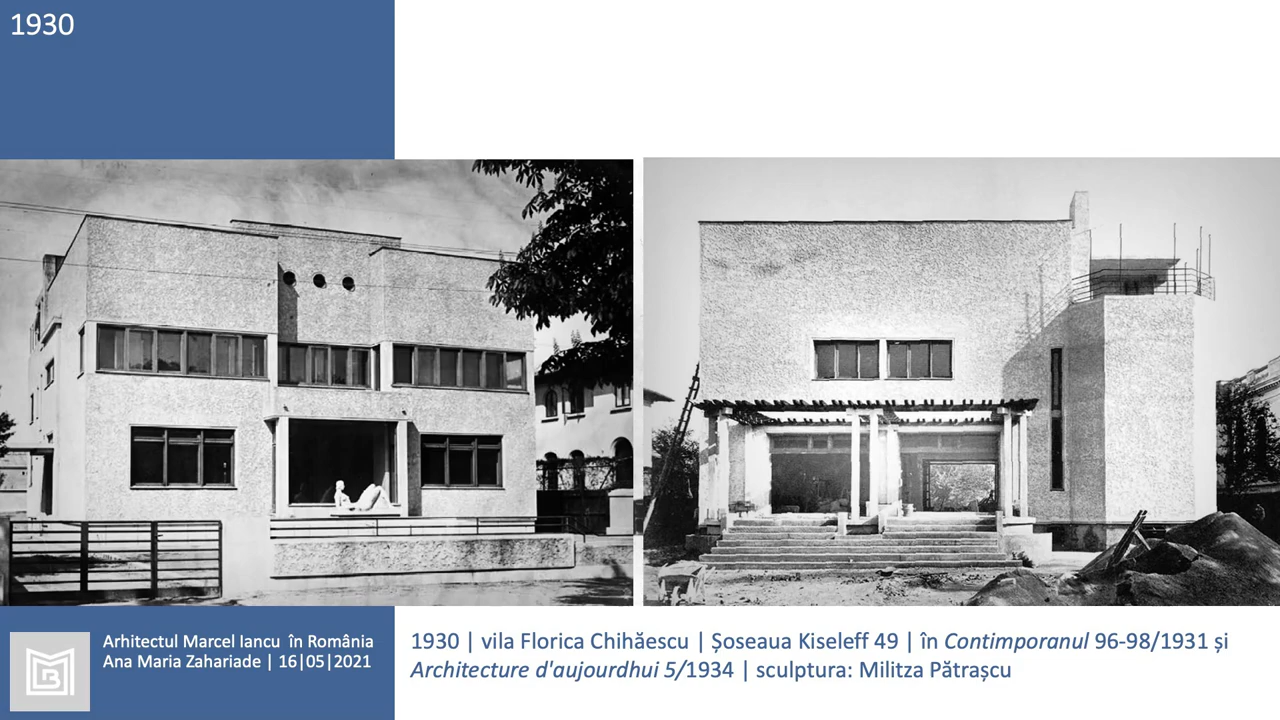 1930
Arhitectul Marcel Iancu în România
Ana Maria Zahariade | 16|05|2021
1930 | vila Florica Chihăescu | Șoseaua Kiseleff 49 | în Contimporanul 96-98/1931 și
Architecture d'aujourdhui 5/1934 | sculptura: Militza Pătrașcu